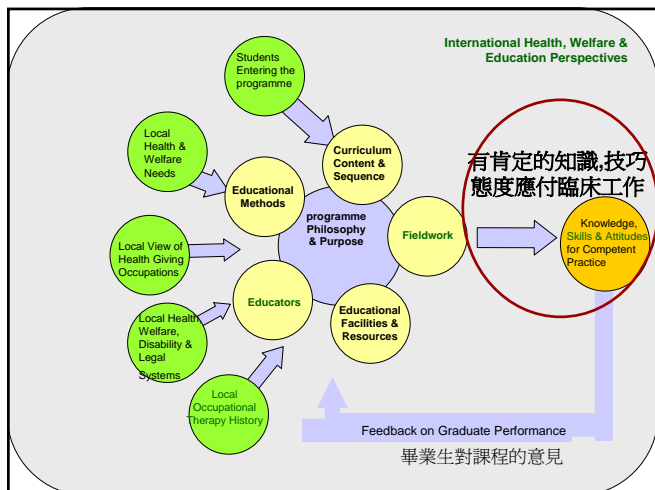 International Health, Welfare &
Education Perspectives
Students
Entering the
programme
Local
Health &
Welfare
Needs
Curriculum
Content &
Sequence
有肯定的知識,技巧
態度應付臨床工作
Educational
Methods
programme
Philosophy
& Purpose
Fieldwork
Knowledge,
Skills & Attitudes
for Competent
Practice
Local View of
Health Giving
Occupations
Educators
Local Health
Welfare,
Disability &
Legal
Systems
Educational
Facilities &
Resources
Local
Occupational
Therapy History
Feedback on Graduate Performance
畢業生對課程的意見